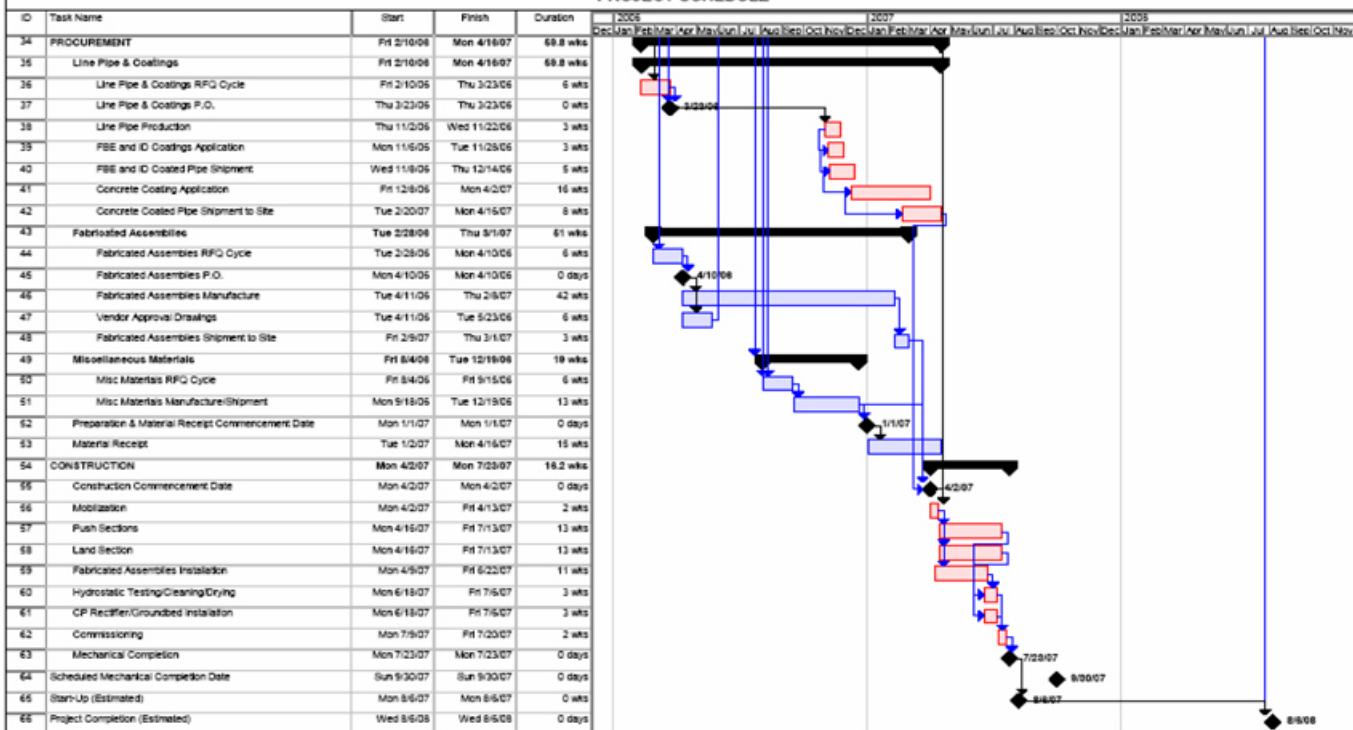 ID Task Name Start Finish Duration 2006 2007 2008
Dec Jan Feb Mar Apr May Jun Jul Aug Sep Oct Nov Dec Jan Feb Mar Apr May Jun Jul Aug Sep Oct Nov Dec Jan Feb Mar Apr May Jun Jul Aug Sep Oct Nov
34 PROCUREMENT Fri 2/10/06 Mon 4/16/07 59.8 wks
35 Line Pipe & Coatings Fri 2/10/06 Mon 4/16/07 59.8 wks
36 Line Pipe & Coatings RFQ Cycle Fri 2/10/06 Thu 3/23/06 6 wks
37 Line Pipe & Coatings P.O. Thu 3/23/06 Thu 3/23/06 0 wks 3/23/06
38 Line Pipe Production Thu 11/2/06 Wed 11/22/06 3 wks
39 FBE and ID Coatings Application Mon 11/6/06 Tue 11/28/06 3 wks
40 FBE and ID Coated Pipe Shipment Wed 11/8/06 Thu 12/14/06 5 wks
41 Concrete Coating Application Fri 12/8/06 Mon 4/2/07 16 wks
42 Concrete Coated Pipe Shipment to Site Tue 2/20/07 Mon 4/16/07 8 wks
43 Fabricated Assemblies Tue 2/28/06 Thu 3/1/07 51 wks
44 Fabricated Assembles RFQ Cycle Tue 2/28/06 Mon 4/10/06 6 wks
45 Fabricated Assembles P.O. Mon 4/10/06 Mon 4/10/06 0 days 4/10/06
46 Fabricated Assemblies Manufacture Tue 4/11/06 Thu 2/8/07 42 wks
47 Vendor Approval Drawings Tue 4/11/06 Tue 5/23/06 6 wks
48 Fabricated Assemblies Shipment to Site Fri 2/9/07 Thu 3/1/07 3 wks
49 Miscellaneous Materials Fri 8/4/06 Tue 12/19/06 19 wks
50 Misc Materials RFQ Cycle Fri 8/4/06 Fri 9/15/06 6 wks
51 Misc Materials Manufacture/Shipment Mon 9/18/06 Tue 12/19/06 13 wks
52 Preparation & Material Receipt Commencement Date Mon 1/1/07 Mon 1/1/07 0 days 1/1/07
53 Material Receipt Tue 1/2/07 Mon 4/16/07 15 wks
54 CONSTRUCTION Mon 4/2/07 Mon 7/23/07 16.2 wks
55 Construction Commencement Date Mon 4/2/07 Mon 4/2/07 0 days 4/2/07
56 Mobilization Mon 4/2/07 Fri 4/13/07 2 wks
57 Push Sections Mon 4/16/07 Fri 7/13/07 13 wks
58 Land Section Mon 4/16/07 Fri 7/13/07 13 wks
59 Fabricated Assemblies Installation Mon 4/9/07 Fri 6/22/07 11 wks
60 Hydrostatic Testing/Cleaning/Drying Mon 6/18/07 Fri 7/6/07 3 wks
61 CP Rectifier/Groundbed Installation Mon 6/18/07 Fri 7/6/07 3 wks
62 Commissioning Mon 7/9/07 Fri 7/20/07 2 wks
63 Mechanical Completion Mon 7/23/07 Mon 7/23/07 0 days 7/23/07
64 Scheduled Mechanical Completion Date Sun 9/30/07 Sun 9/30/07 0 days 9/30/07
65 Start-Up (Estimated) Mon 8/6/07 Mon 8/6/07 0 wks 8/6/07
66 Project Completion (Estimated) Wed 8/6/08 Wed 8/6/08 0 days 8/6/08